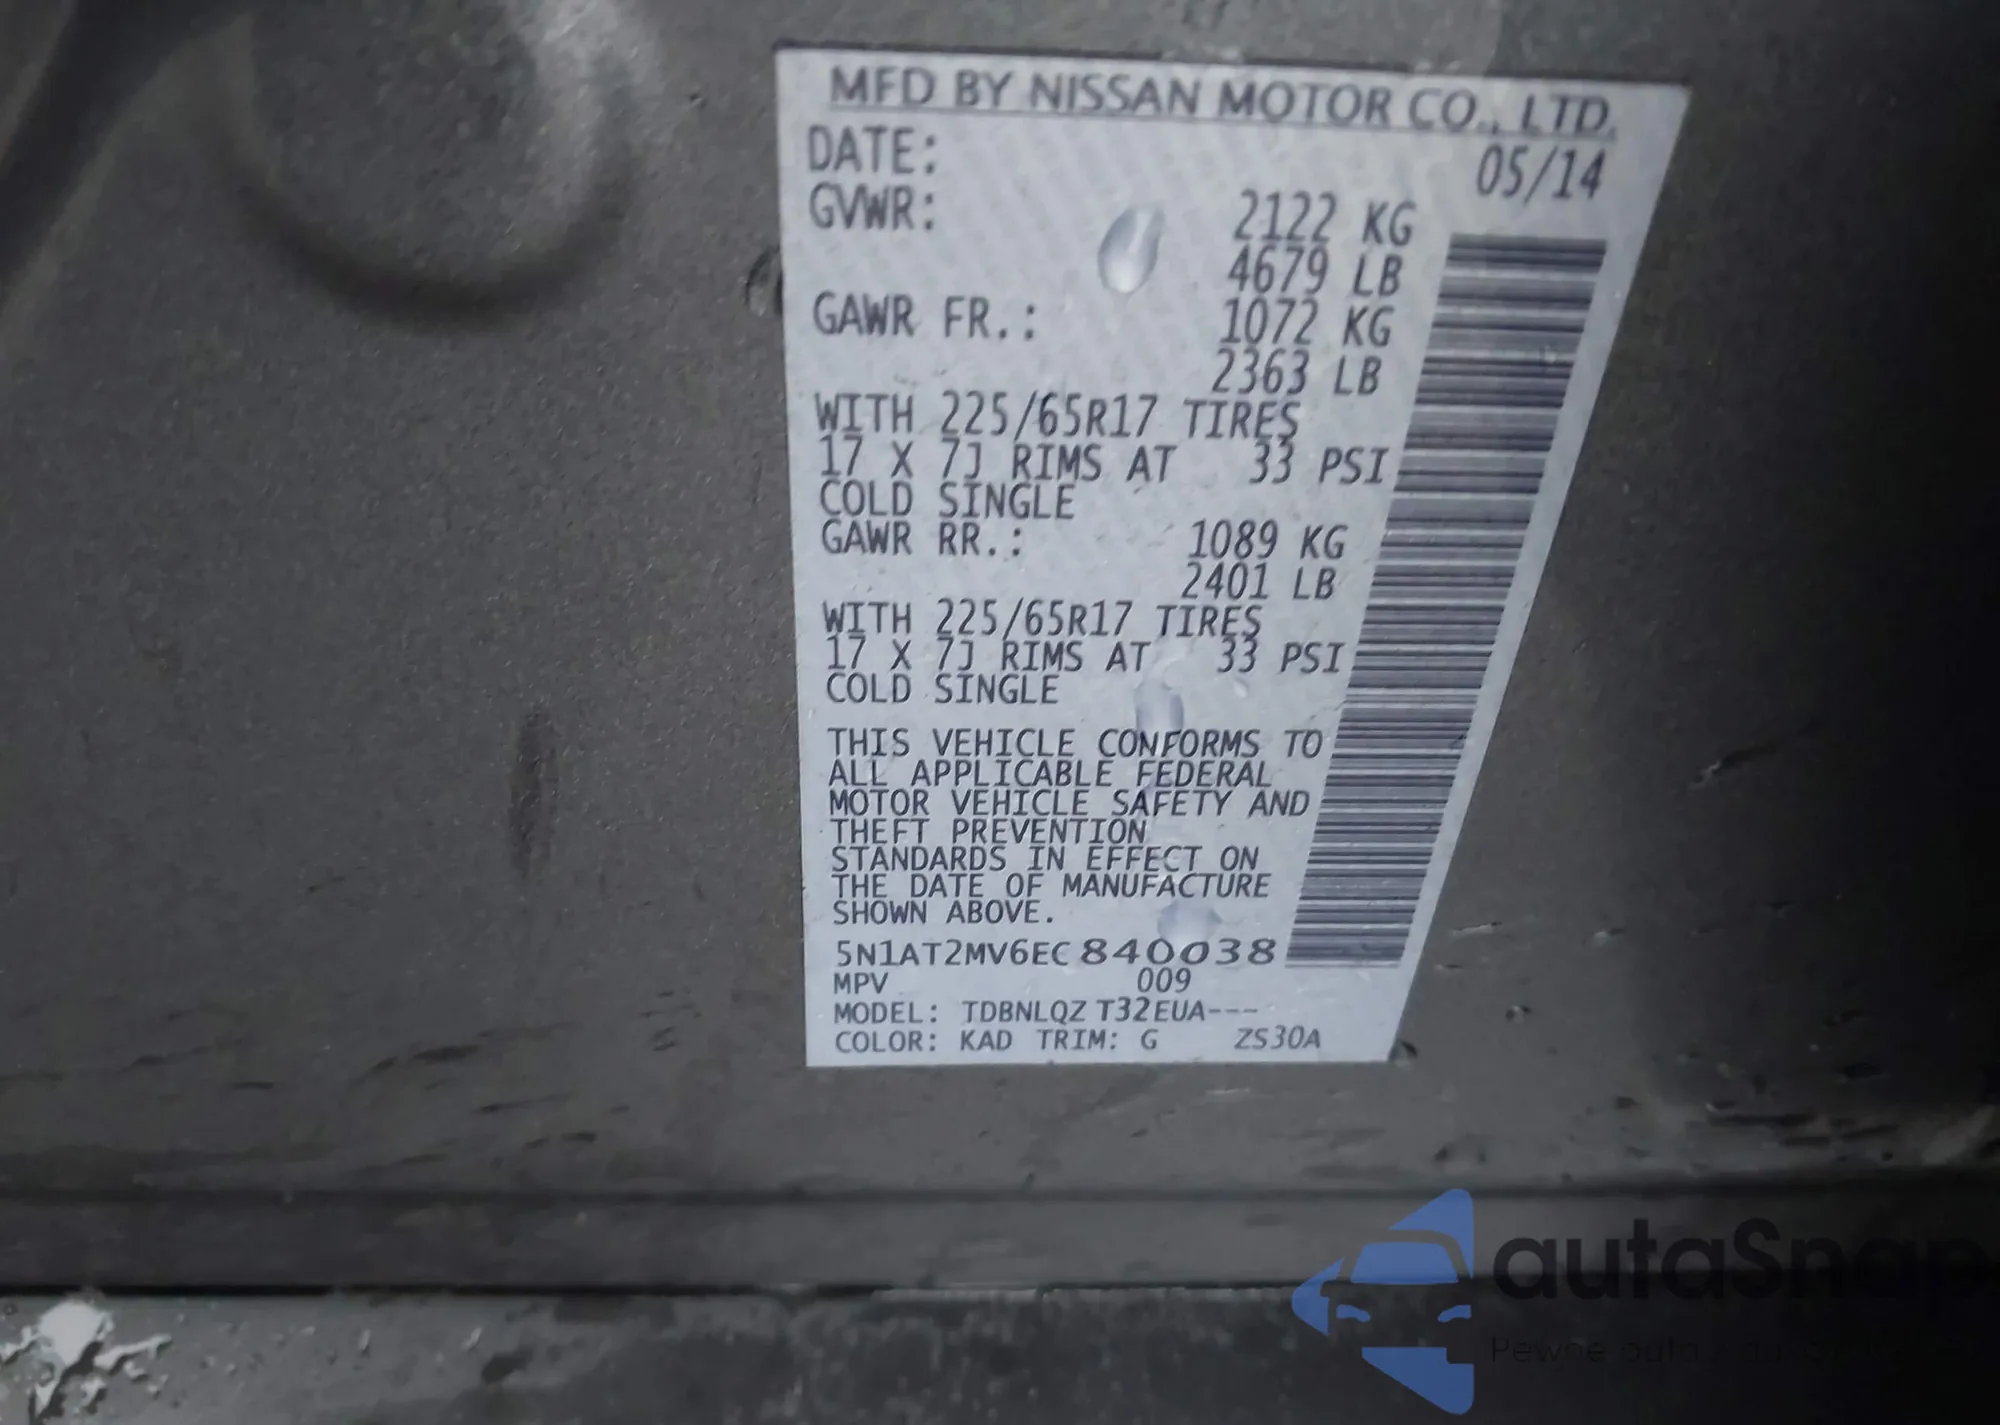 MFD BY NISSAN MOTOR CO., LTD.
DATE: 05/14
GVWR: 2122 KG
4679 LB
GAWR FR.: 1072 KG
2363 LB
WITH 225/65R17 TIRES
17 X 7J RIMS AT 33 PSI
COLD SINGLE
GAWR RR.: 1089 KG
2401 LB
WITH 225/65R17 TIRES
17 X 7J RIMS AT 33 PSI
COLD SINGLE
THIS VEHICLE CONFORMS TO
ALL APPLICABLE FEDERAL
MOTOR VEHICLE SAFETY AND
THEFT PREVENTION
STANDARDS IN EFFECT ON
THE DATE OF MANUFACTURE
SHOWN ABOVE.
5N1AT2MV6EC840038
MPV 009
MODEL: TDBNLQZ T32EUA---
COLOR: KAD TRIM: G ZS30A
autaSnap
Pewne auta